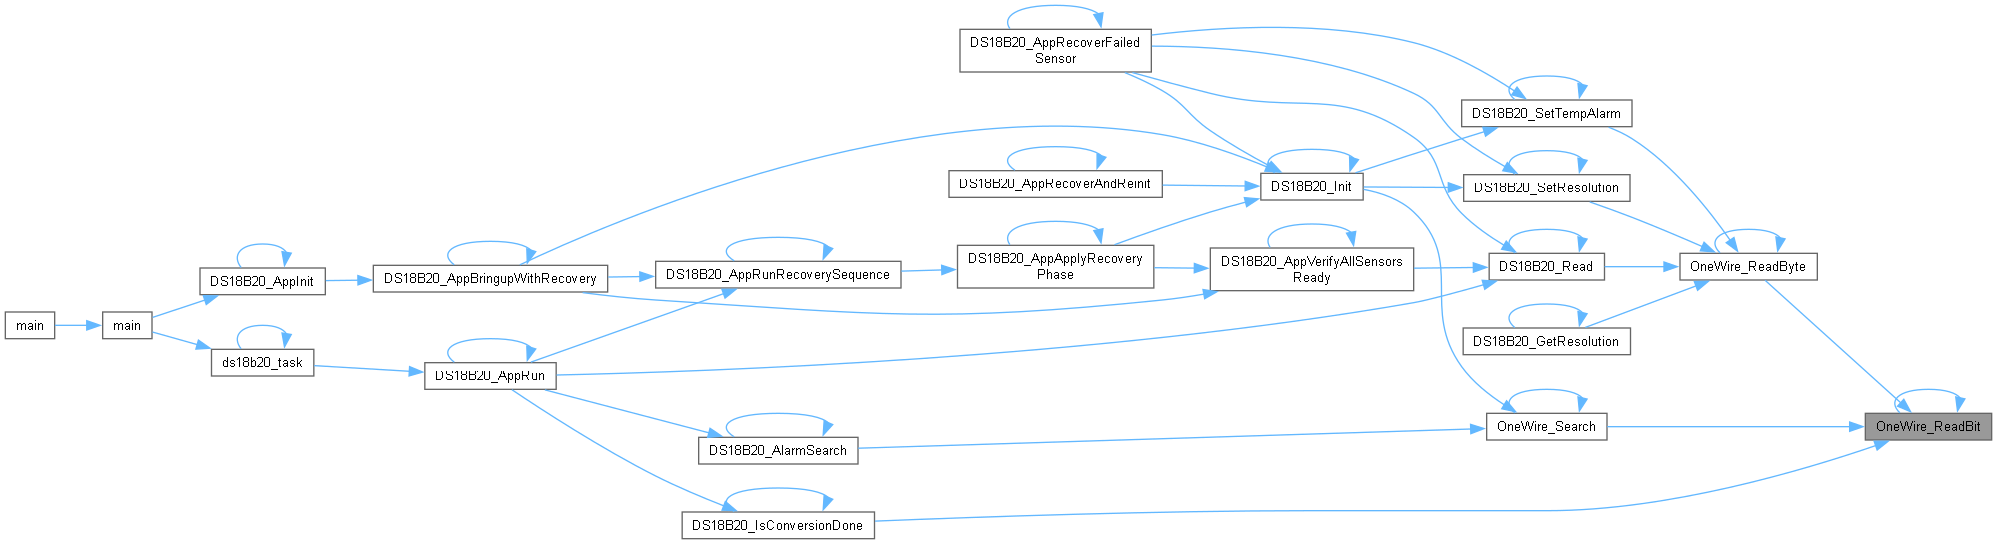 DS18B20_AppRecoverFailed
Sensor
DS18B20_SetTempAlarm
DS18B20_AppRecoverAndReinit
DS18B20_Init
DS18B20_SetResolution
DS18B20_AppInit
DS18B20_AppBringupWithRecovery
DS18B20_AppRunRecoverySequence
DS18B20_AppApplyRecovery
Phase
DS18B20_AppVerifyAllSensors
Ready
DS18B20_Read
OneWire_ReadByte
main
main
ds18b20_task
DS18B20_AppRun
DS18B20_GetResolution
DS18B20_AlarmSearch
OneWire_Search
OneWire_ReadBit
DS18B20_IsConversionDone